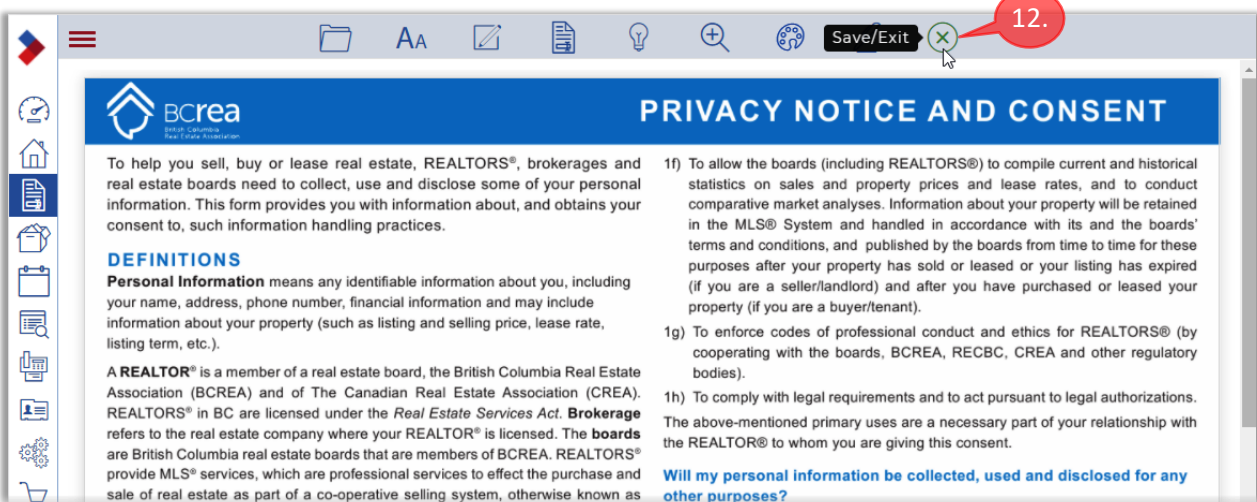 12.
AA
Save/Exit
BCrea
British Columbia
Real Estate Association
PRIVACY NOTICE AND CONSENT
To help you sell, buy or lease real estate, REALTORS®, brokerages and
real estate boards need to collect, use and disclose some of your personal
information. This form provides you with information about, and obtains your
consent to, such information handling practices.
DEFINITIONS
Personal Information means any identifiable information about you, including
your name, address, phone number, financial information and may include
information about your property (such as listing and selling price, lease rate,
listing term, etc.).
A REALTOR® is a member of a real estate board, the British Columbia Real Estate
Association (BCREA) and of The Canadian Real Estate Association (CREA).
REALTORS® in BC are licensed under the Real Estate Services Act. Brokerage
refers to the real estate company where your REALTOR® is licensed. The boards
are British Columbia real estate boards that are members of BCREA. REALTORS®
provide MLS® services, which are professional services to effect the purchase and
sale of real estate as part of a co-operative selling system, otherwise known as
1f) To allow the boards (including REALTORS®) to compile current and historical
statistics on sales and property prices and lease rates, and to conduct
comparative market analyses. Information about your property will be retained
in the MLS® System and handled in accordance with its and the boards'
terms and conditions, and published by the boards from time to time for these
purposes after your property has sold or leased or your listing has expired
(if you are a seller/landlord) and after you have purchased or leased your
property (if you are a buyer/tenant).
1g) To enforce codes of professional conduct and ethics for REALTORS® (by
cooperating with the boards, BCREA, RECBC, CREA and other regulatory
bodies).
1h) To comply with legal requirements and to act pursuant to legal authorizations.
The above-mentioned primary uses are a necessary part of your relationship with
the REALTOR® to whom you are giving this consent.
Will my personal information be collected, used and disclosed for any
other purposes?